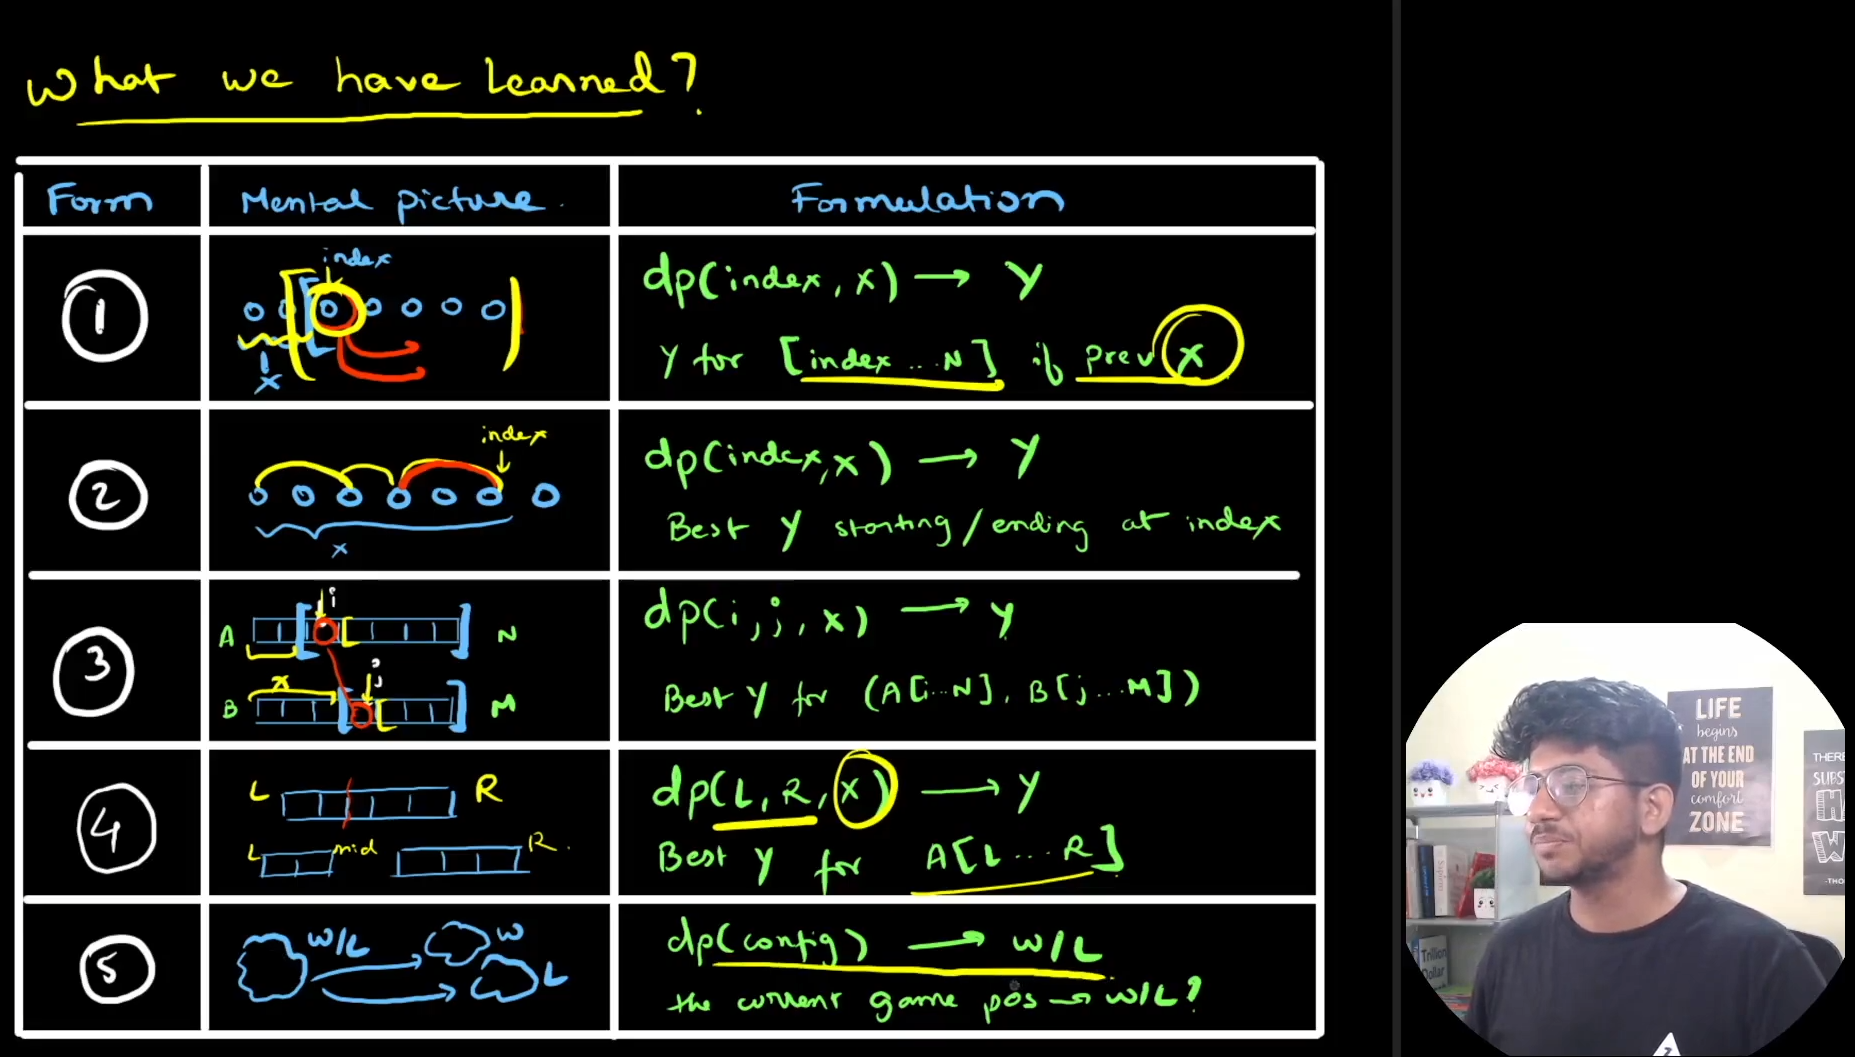 What we have Learned?
Form Mental picture. Formulation
1
index
x
dp(index, x) → Y
Y for [index...N] if prev x
2
index
x
dp(index, x) → Y
Best Y starting/ending at index
3
i
A N
x j
B M
dp(i, j, x) → Y
Best Y for (A[i...N], B[j...M])
4
L R
L mid R.
dp(L, R, x) → Y
Best Y for A[L...R]
5
W/L W
L
dp(config) → W/L
the current game pos → W/L?
LIFE
begins
AT THE END
OF YOUR
comfort
ZONE
THERE
SUBS
Trillion
Dollar